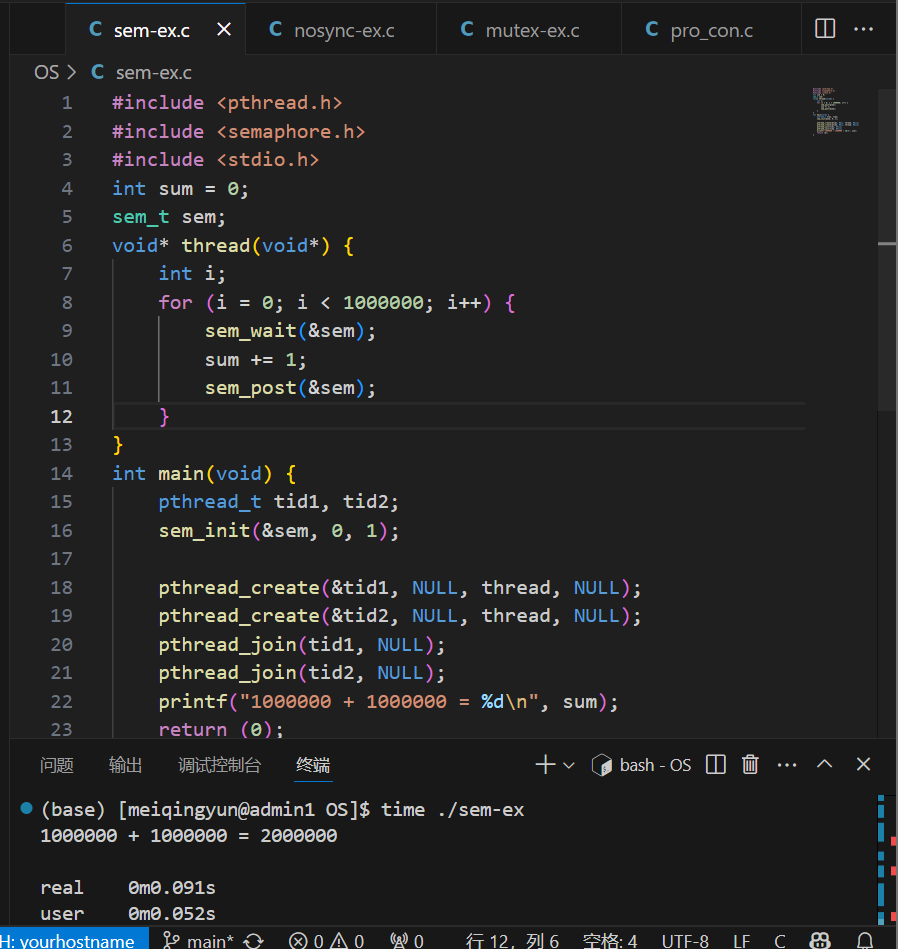 C sem-ex.c × C nosync-ex.c C mutex-ex.c C pro_con.c ···
OS > C sem-ex.c
1 #include <pthread.h>
2 #include <semaphore.h>
3 #include <stdio.h>
4 int sum = 0;
5 sem_t sem;
6 void* thread(void*) {
7     int i;
8     for (i = 0; i < 1000000; i++) {
9         sem_wait(&sem);
10         sum += 1;
11         sem_post(&sem);
12     }
13 }
14 int main(void) {
15     pthread_t tid1, tid2;
16     sem_init(&sem, 0, 1);
17
18     pthread_create(&tid1, NULL, thread, NULL);
19     pthread_create(&tid2, NULL, thread, NULL);
20     pthread_join(tid1, NULL);
21     pthread_join(tid2, NULL);
22     printf("1000000 + 1000000 = %d\n", sum);
23     return (0);
问题 输出 调试控制台 终端 bash - OS ···
(base) [meiqingyun@admin1 OS]$ time ./sem-ex
1000000 + 1000000 = 2000000
real    0m0.091s
user    0m0.052s
H: yourhostname main* 0 0 0 行 12，列 6 空格: 4 UTF-8 LF C